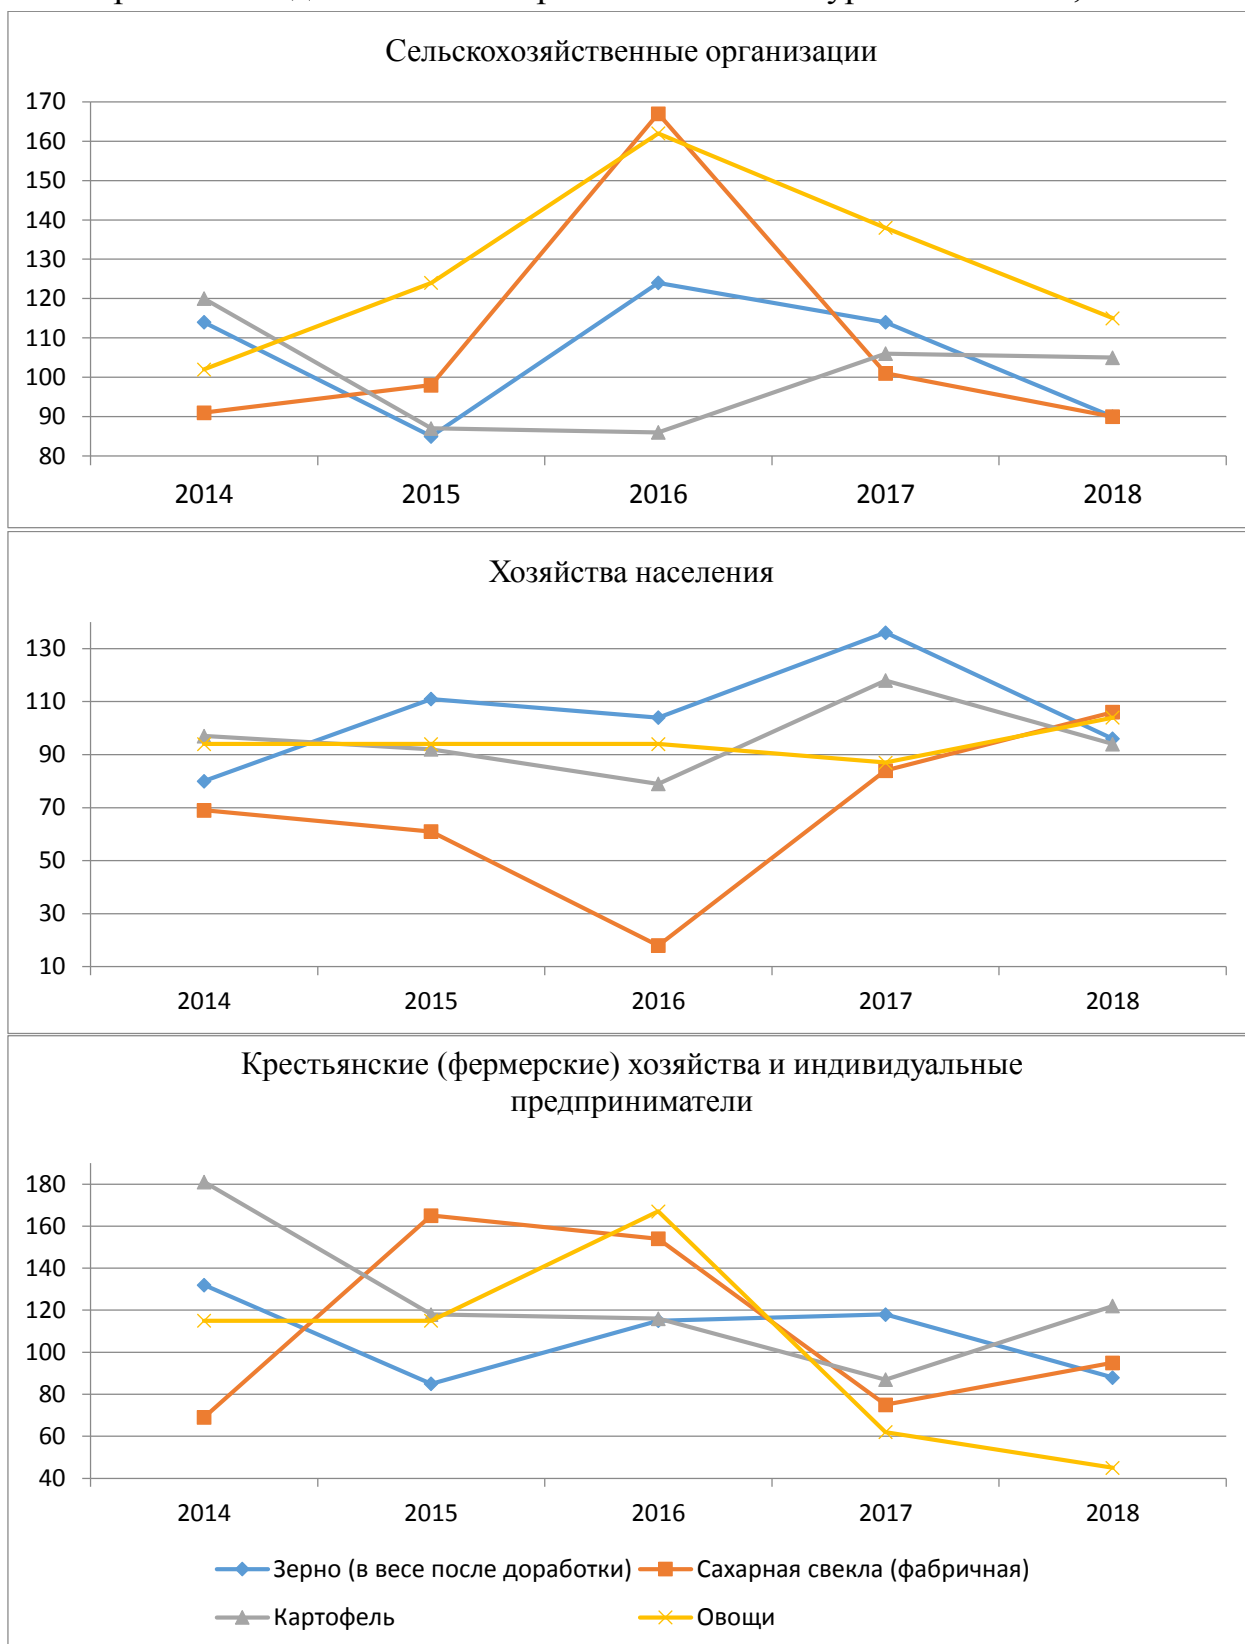 Сельскохозяйственные организации
170
160
150
140
130
120
110
100
90
80
2014 2015 2016 2017 2018
Хозяйства населения
130
110
90
70
50
30
10
2014 2015 2016 2017 2018
Крестьянские (фермерские) хозяйства и индивидуальные
предприниматели
180
160
140
120
100
80
60
40
2014 2015 2016 2017 2018
Зерно (в весе после доработки) Сахарная свекла (фабричная)
Картофель Овощи